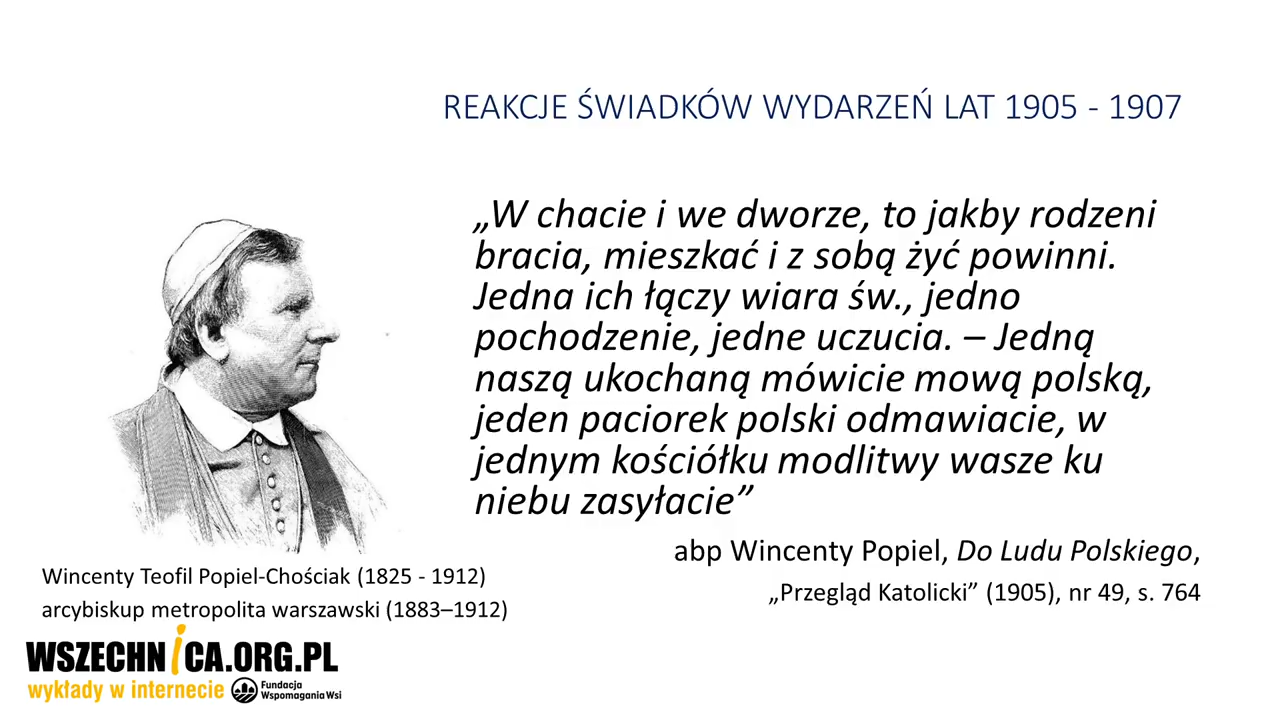 REAKCJE ŚWIADKÓW WYDARZEŃ LAT 1905 - 1907
„W chacie i we dworze, to jakby rodzeni
bracia, mieszkać i z sobą żyć powinni.
Jedna ich łączy wiara św., jedno
pochodzenie, jedne uczucia. – Jedną
naszą ukochaną mówicie mową polską,
jeden paciorek polski odmawiacie, w
jednym kościółku modlitwy wasze ku
niebu zasyłacie”
abp Wincenty Popiel, Do Ludu Polskiego,
„Przegląd Katolicki” (1905), nr 49, s. 764
Wincenty Teofil Popiel-Chościak (1825 - 1912)
arcybiskup metropolita warszawski (1883–1912)
WSZECHNiCA.ORG.PL
wykłady w internecie
Fundacja
Wspomagania Wsi